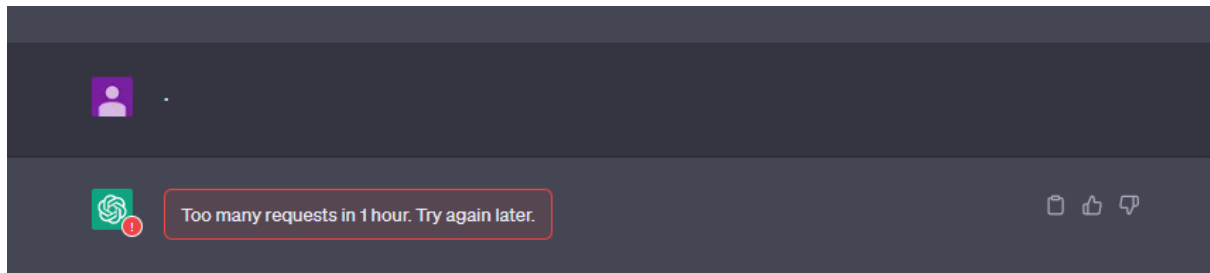 .
Too many requests in 1 hour. Try again later.